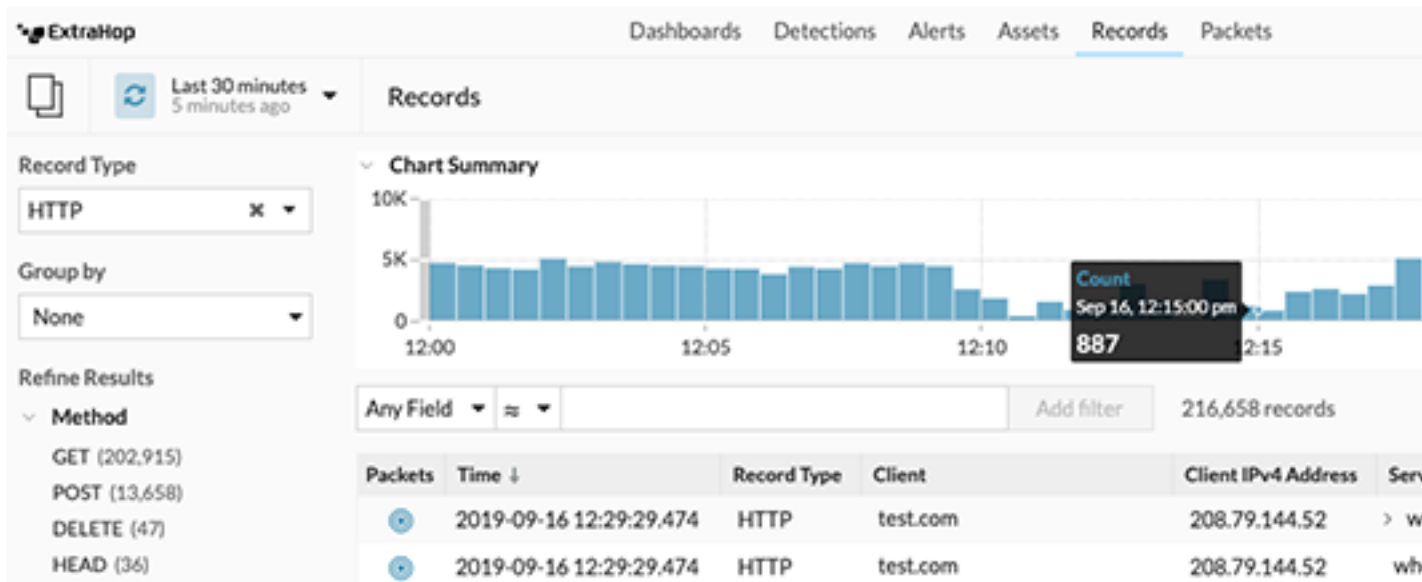 ExtraHop
Dashboards Detections Alerts Assets Records Packets
Last 30 minutes
5 minutes ago
Records
Record Type
HTTP
Group by
None
Refine Results
Method
GET (202,915)
POST (13,658)
DELETE (47)
HEAD (36)
Chart Summary
10K
5K
0
12:00 12:05 12:10 2:15
Count
Sep 16, 12:15:00 pm
887
Any Field ≈ Add filter 216,658 records
Packets Time ↓ Record Type Client Client IPv4 Address Serv
2019-09-16 12:29:29.474 HTTP test.com 208.79.144.52 > w
2019-09-16 12:29:29.474 HTTP test.com 208.79.144.52 wh